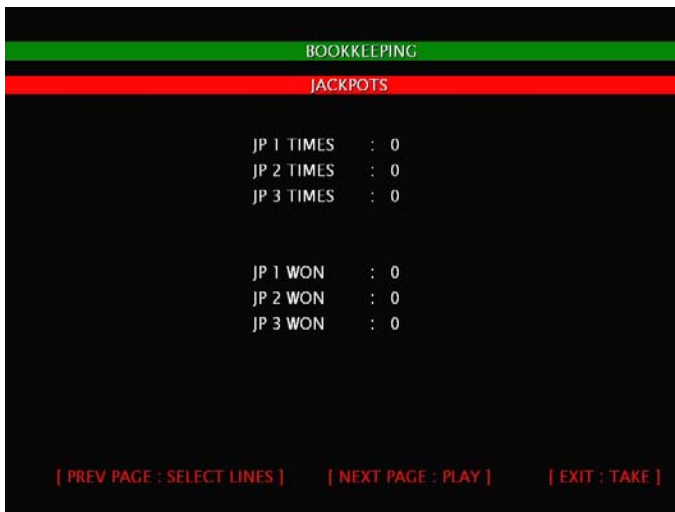 BOOKKEEPING
JACKPOTS
JP 1 TIMES : 0
JP 2 TIMES : 0
JP 3 TIMES : 0
JP 1 WON : 0
JP 2 WON : 0
JP 3 WON : 0
[ PREV PAGE : SELECT LINES ] [ NEXT PAGE : PLAY ] [ EXIT : TAKE ]